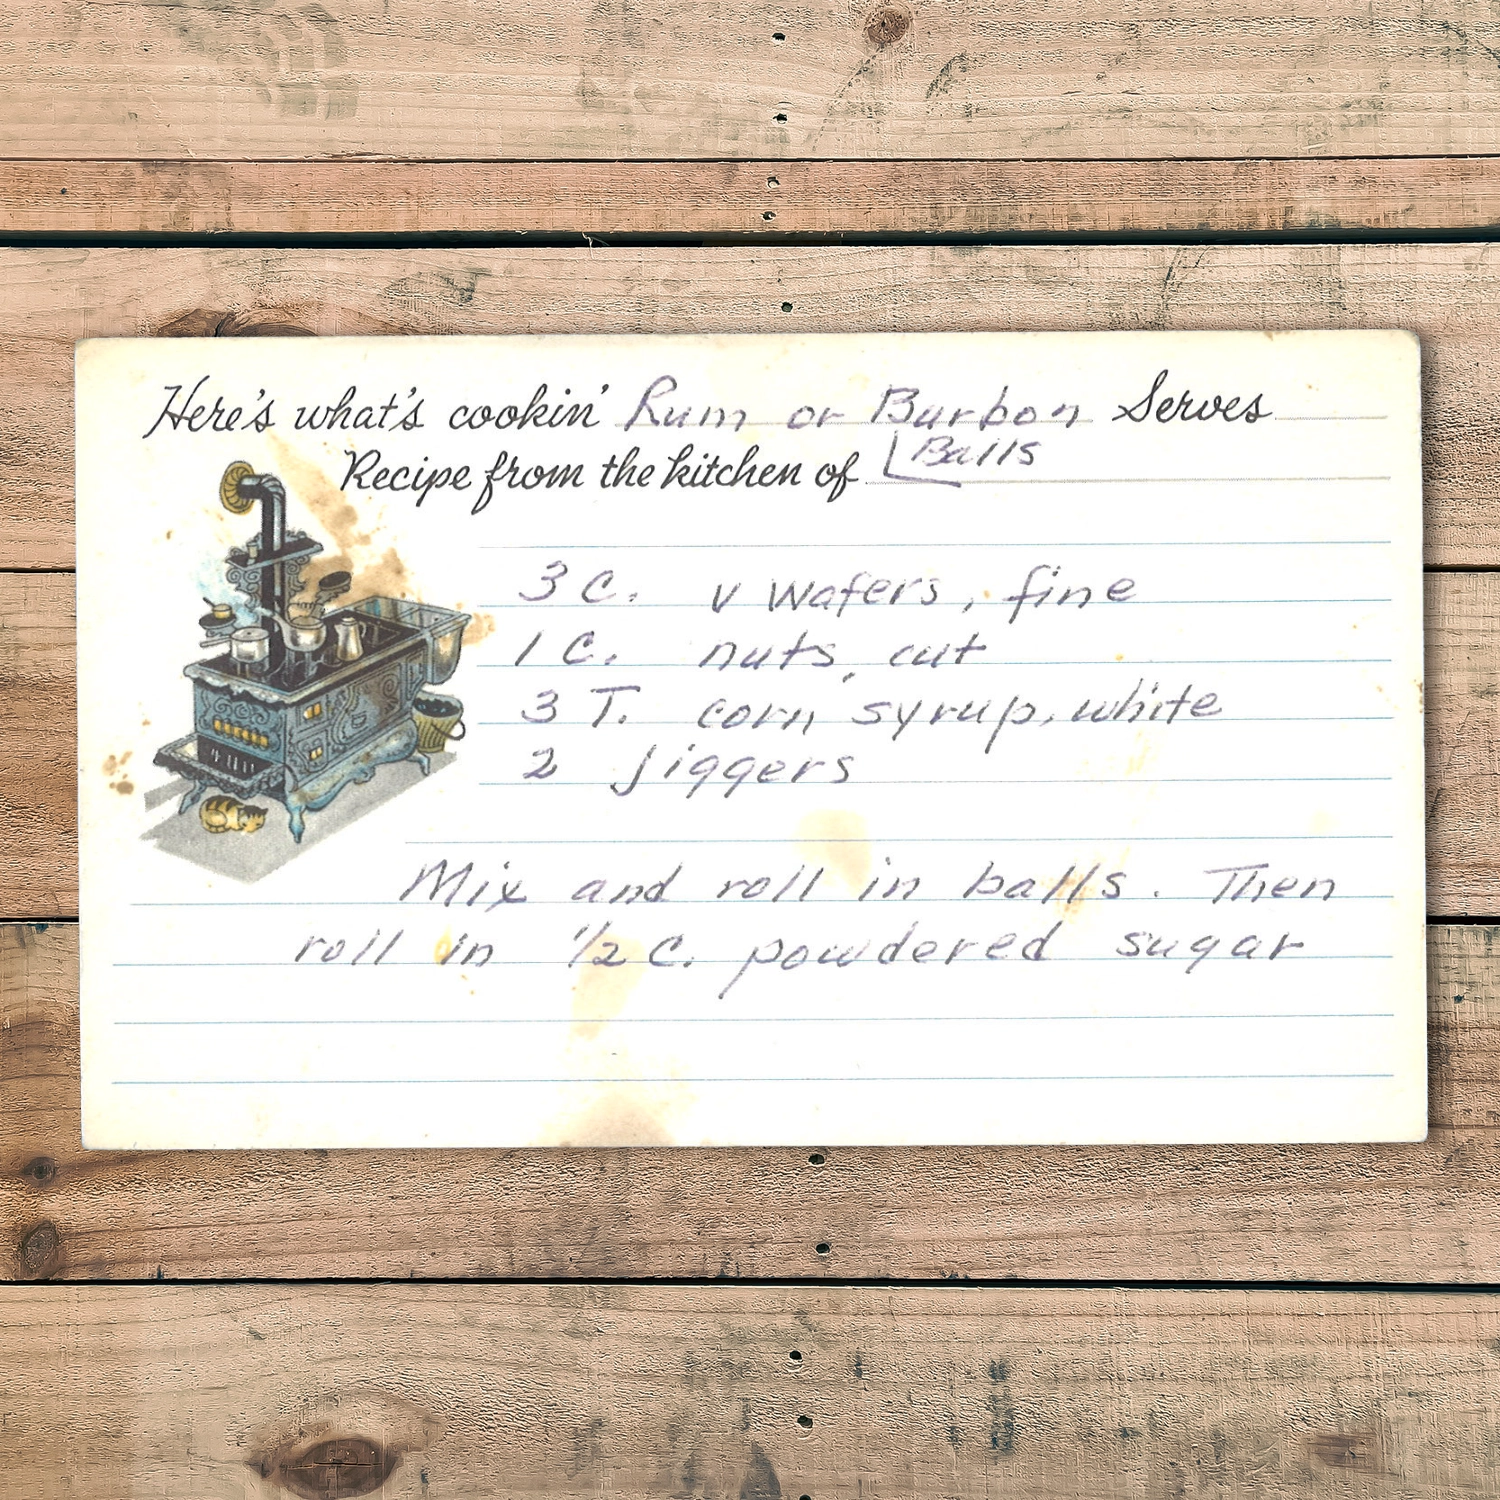 Here's what's cookin' Rum or Burbon Serves
Balls
Recipe from the kitchen of
3 C. v wafers, fine
1 C. nuts, cut
3 T. corn syrup, white
2 jiggers
Mix and roll in balls. Then
roll in 1/2 C. powdered sugar